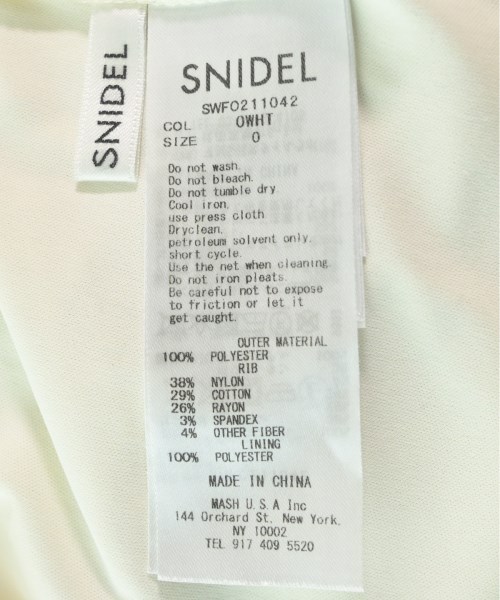 SNIDEL
SNIDEL
SWFO211042
COL OWHT
SIZE 0
Do not wash.
Do not bleach.
Do not tumble dry.
Cool iron,
use press cloth
Dryclean,
petroleum solvent only,
short cycle.
Use the net when cleaning.
Do not iron pleats.
Be careful not to expose
to friction or let it
get caught.
OUTER MATERIAL
100% POLYESTER
RIB
38% NYLON
29% COTTON
26% RAYON
3% SPANDEX
4% OTHER FIBER
LINING
100% POLYESTER
MADE IN CHINA
MASH U.S.A Inc
144 Orchard St. New York,
NY 10002
TEL 917 409 5520